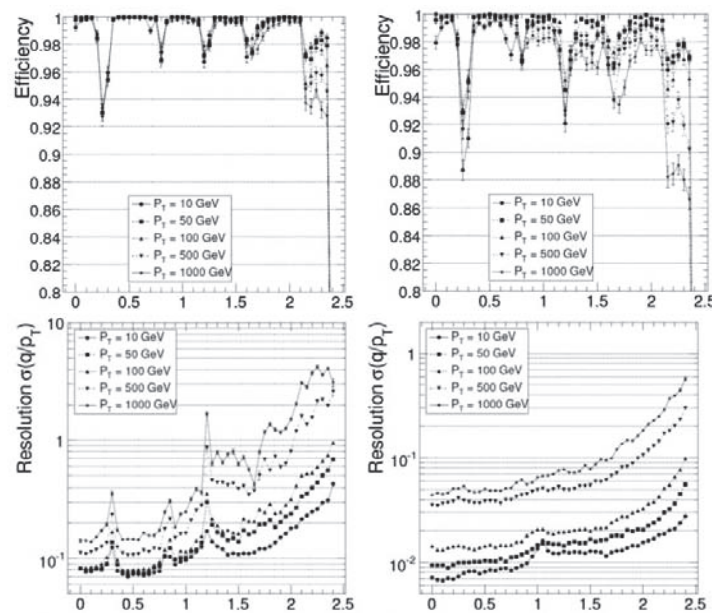 Efficiency
1
0.98
0.96
0.94
0.92
0.9
0.88
0.86
0.84
0.82
0.8
P_T = 10 GeV
P_T = 50 GeV
P_T = 100 GeV
P_T = 500 GeV
P_T = 1000 GeV
0 0.5 1 1.5 2 2.5
Efficiency
1
0.98
0.96
0.94
0.92
0.9
0.88
0.86
0.84
0.82
0.8
P_T = 10 GeV
P_T = 50 GeV
P_T = 100 GeV
P_T = 500 GeV
P_T = 1000 GeV
0 0.5 1 1.5 2 2.5
Resolution σ(q/p_T)
10
1
10⁻¹
P_T = 10 GeV
P_T = 50 GeV
P_T = 100 GeV
P_T = 500 GeV
P_T = 1000 GeV
0 0.5 1 1.5 2 2.5
Resolution σ(q/p_T)
1
10⁻¹
10⁻²
P_T = 10 GeV
P_T = 50 GeV
P_T = 100 GeV
P_T = 500 GeV
P_T = 1000 GeV
0 0.5 1 1.5 2 2.5